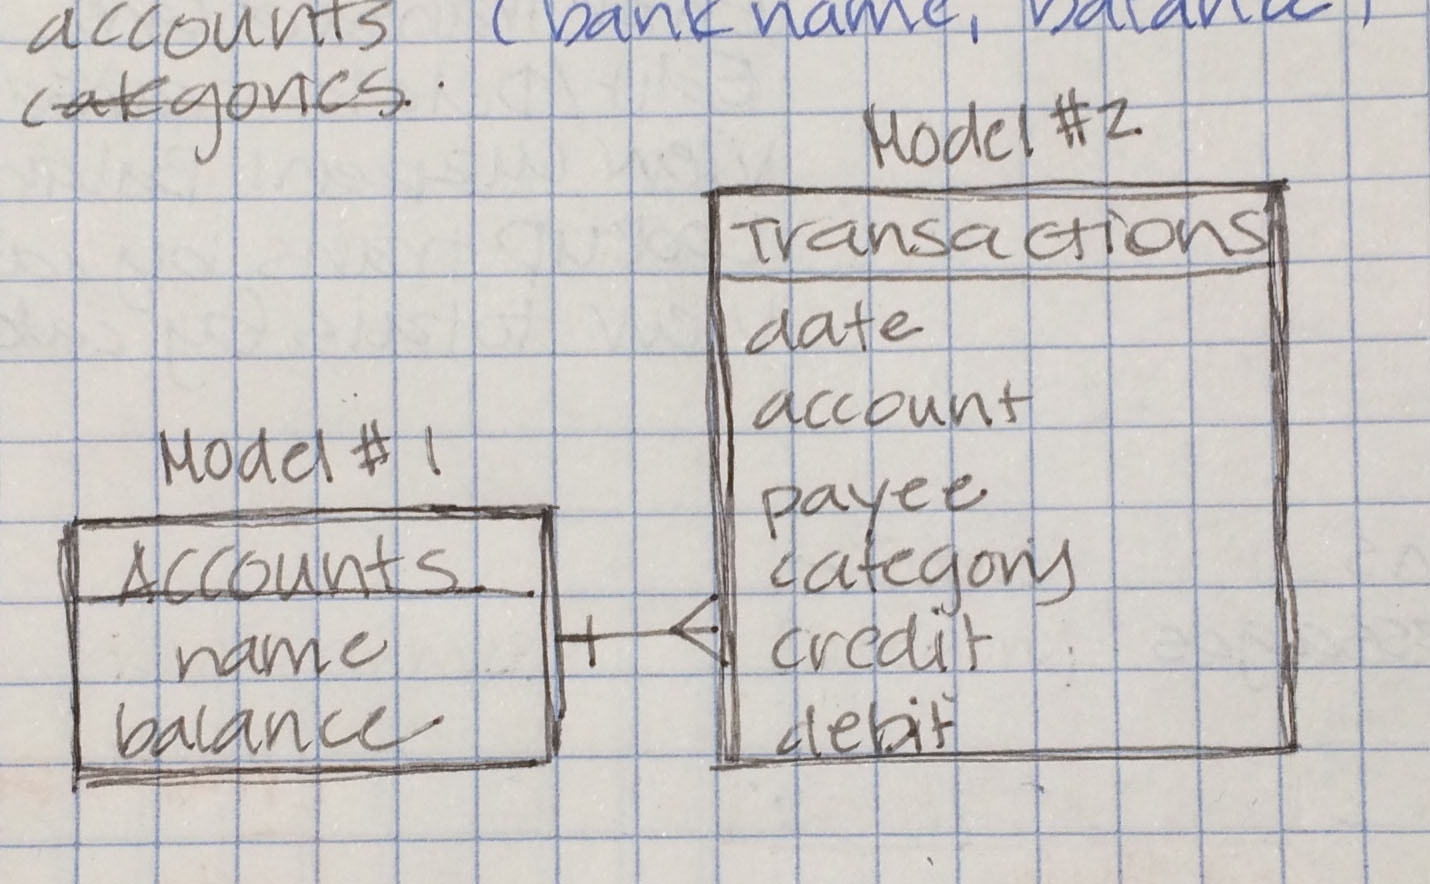 accounts (bank name, balance)
categories.
Model #2
Transactions
date
account
payee
category
credit
debit
Model #1
Accounts
name
balance